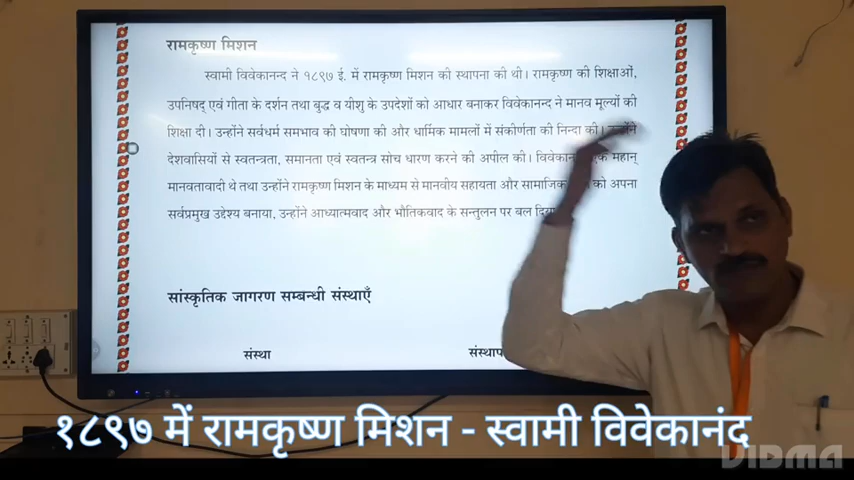 रामकृष्ण मिशन
स्वामी विवेकानन्द ने १८९७ ई. में रामकृष्ण मिशन की स्थापना की थी। रामकृष्ण की शिक्षाओं,
उपनिषद् एवं गीता के दर्शन तथा बुद्ध व यीशु के उपदेशों को आधार बनाकर विवेकानन्द ने मानव मूल्यों की
शिक्षा दी। उन्होंने सर्वधर्म समभाव की घोषणा की और धार्मिक मामलों में संकीर्णता की निन्दा की।
देशवासियों से स्वतन्त्रता, समानता एवं स्वतन्त्र सोच धारण करने की अपील की। महान्
मानवतावादी थे तथा उन्होंने रामकृष्ण मिशन के माध्यम से मानवीय सहायता और सामाजिक को अपना
सर्वप्रमुख उद्देश्य बनाया, उन्होंने आध्यात्मवाद और भौतिकवाद के सन्तुलन पर बल
सांस्कृतिक जागरण सम्बन्धी संस्थाएँ
संस्था
१८९७ में रामकृष्ण मिशन - स्वामी विवेकानंद
VIDMA